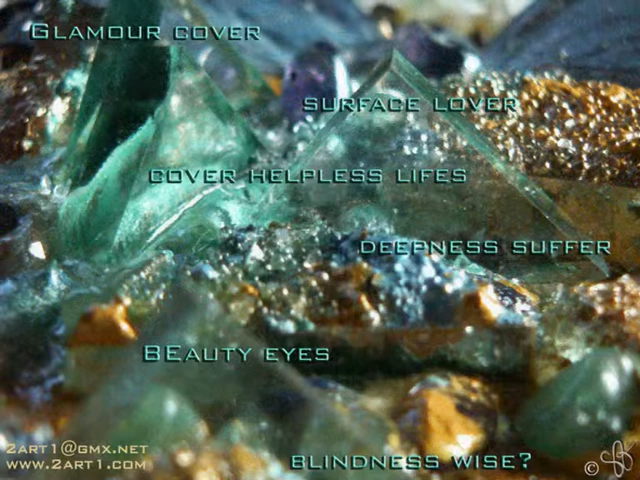 Glamour cover
surface lover
cover helpless lifes
deepness suffer
BEauty eyes
blindness wise?
2art1@gmx.net
www.2art1.com
©